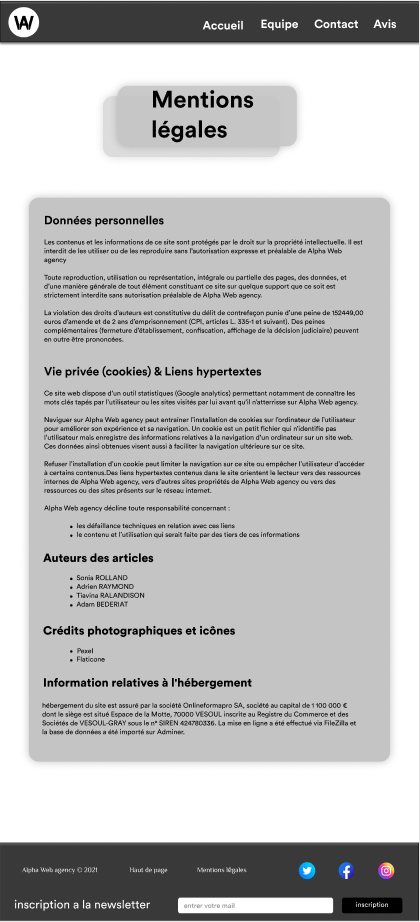 W
Accueil Equipe Contact Avis
Mentions
légales
Données personnelles
Les contenus et les informations de ce site sont protégés par le droit sur la propriété intellectuelle. Il est
interdit de les utiliser ou de les reproduire sans l'autorisation expresse et préalable de Alpha Web
agency
Toute reproduction, utilisation ou représentation, intégrale ou partielle des pages, des données, et
d'une manière générale de tout élément constituant ce site sur quelque support que ce soit est
strictement interdite sans autorisation préalable de Alpha Web agency.
La violation des droits d'auteurs est constitutive du délit de contrefaçon punie d'une peine de 152449,00
euros d'amende et de 2 ans d'emprisonnement (CPI, articles L. 335-1 et suivant). Des peines
complémentaires (fermeture d'établissement, confiscation, affichage de la décision judiciaire) peuvent
en outre être prononcées.
Vie privée (cookies) & Liens hypertextes
Ce site web dispose d'un outil statistiques (Google analytics) permettant notamment de connaître les
mots clés tapés par l'utilisateur ou les sites visités par lui avant qu'il n'atterrisse sur Alpha Web agency.
Naviguer sur Alpha Web agency peut entraîner l'installation de cookies sur l'ordinateur de l'utilisateur
pour améliorer son expérience et sa navigation. Un cookie est un petit fichier qui n'identifie pas
l'utilisateur mais enregistre des informations relatives à la navigation d'un ordinateur sur un site web.
Ces données ainsi obtenues visent aussi à faciliter la navigation ultérieure sur ce site.
Refuser l'installation d'un cookie peut limiter la navigation sur ce site ou empêcher l'utilisateur d'accéder
à certains contenus.Des liens hypertextes contenus dans le site orientent le lecteur vers des ressources
internes de Alpha Web agency, vers d'autres sites propriétés de Alpha Web agency ou vers des
ressources ou des sites présents sur le réseau internet.
Alpha Web agency décline toute responsabilité concernant :
• les défaillance techniques en relation avec ces liens
• le contenu et l'utilisation qui serait faite par des tiers de ces informations
Auteurs des articles
• Sonia ROLLAND
• Adrien RAYMOND
• Tiavina RALANDISON
• Adam BEDERIAT
Crédits photographiques et icônes
• Pexel
• Flaticone
Information relatives à l'hébergement
hébergement du site est assuré par la société Onlineformapro SA, société au capital de 1 100 000 €
dont le siège est situé Espace de la Motte, 70000 VESOUL inscrite au Registre du Commerce et des
Sociétés de VESOUL-GRAY sous le n° SIREN 424780336. La mise en ligne a été effectué via FileZilla et
la base de données a été importé sur Adminer.
Alpha Web agency © 2021 Haut de page Mentions légales
inscription a la newsletter entrer votre mail inscription